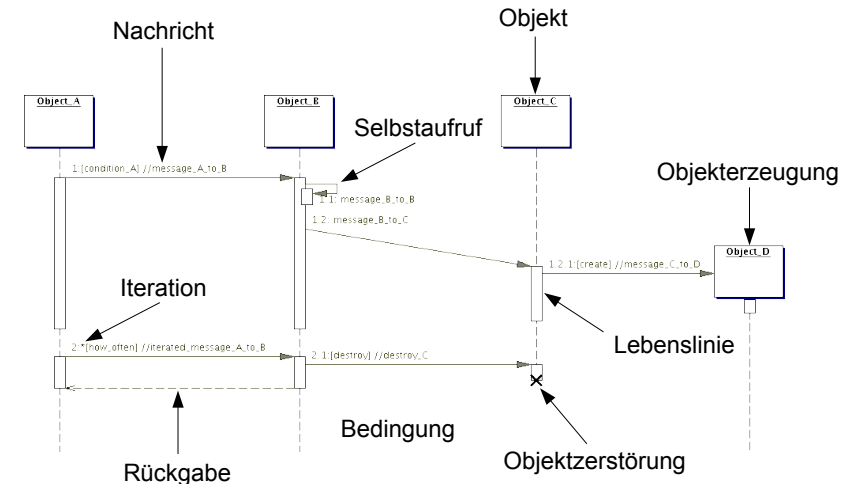 Objekt
Nachricht
Object_A
Object_B
Object_C
Selbstaufruf
Objekterzeugung
1:[condition_A] //message_A_to_B
1.1: message_B_to_B
1.2: message_B_to_C
Object_D
1.2.1:[create] //message_C_to_D
Iteration
Lebenslinie
2:*[how_often] //iterated_message_A_to_B
2.1:[destroy] //destroy_C
Bedingung
Objektzerstörung
Rückgabe